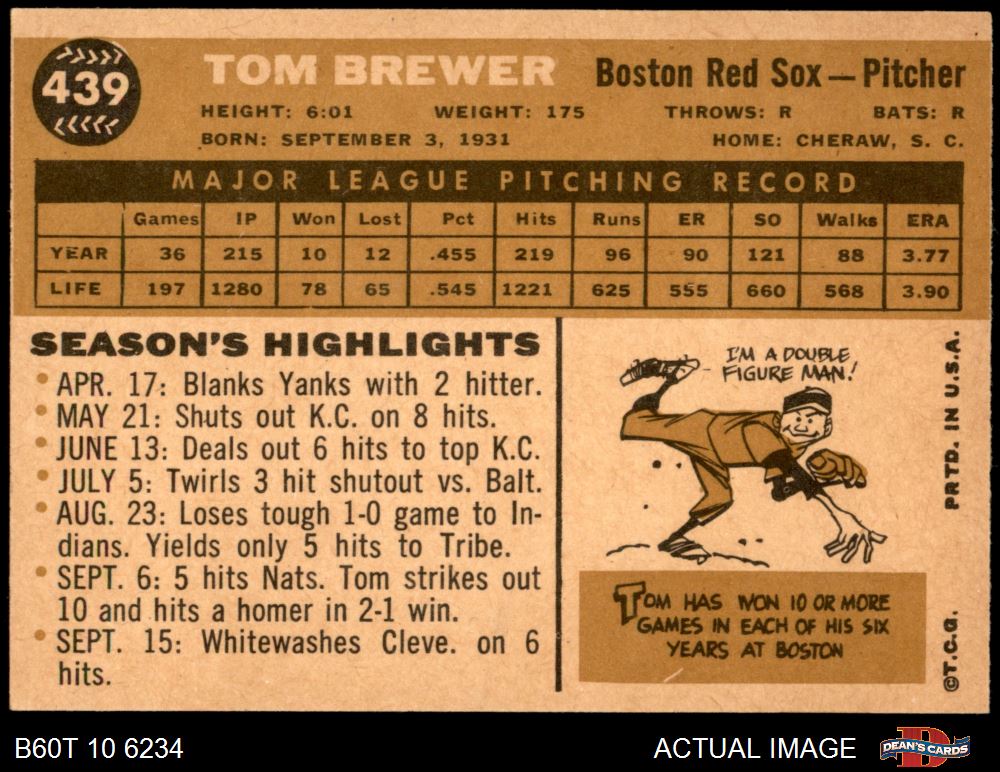 439
TOM BREWER Boston Red Sox — Pitcher
HEIGHT: 6:01 WEIGHT: 175 THROWS: R BATS: R
BORN: SEPTEMBER 3, 1931 HOME: CHERAW, S. C.
MAJOR LEAGUE PITCHING RECORD
Games IP Won Lost Pct Hits Runs ER SO Walks ERA
YEAR 36 215 10 12 .455 219 96 90 121 88 3.77
LIFE 197 1280 78 65 .545 1221 625 555 660 568 3.90
SEASON'S HIGHLIGHTS
• APR. 17: Blanks Yanks with 2 hitter.
• MAY 21: Shuts out K.C. on 8 hits.
• JUNE 13: Deals out 6 hits to top K.C.
• JULY 5: Twirls 3 hit shutout vs. Balt.
• AUG. 23: Loses tough 1-0 game to In-
dians. Yields only 5 hits to Tribe.
• SEPT. 6: 5 hits Nats. Tom strikes out
10 and hits a homer in 2-1 win.
• SEPT. 15: Whitewashes Cleve. on 6
hits.
I'M A DOUBLE
FIGURE MAN!
TOM HAS WON 10 OR MORE
GAMES IN EACH OF HIS SIX
YEARS AT BOSTON
©T.C.G. PRTD. IN U.S.A.
B60T 10 6234 ACTUAL IMAGE DEAN'S CARDS